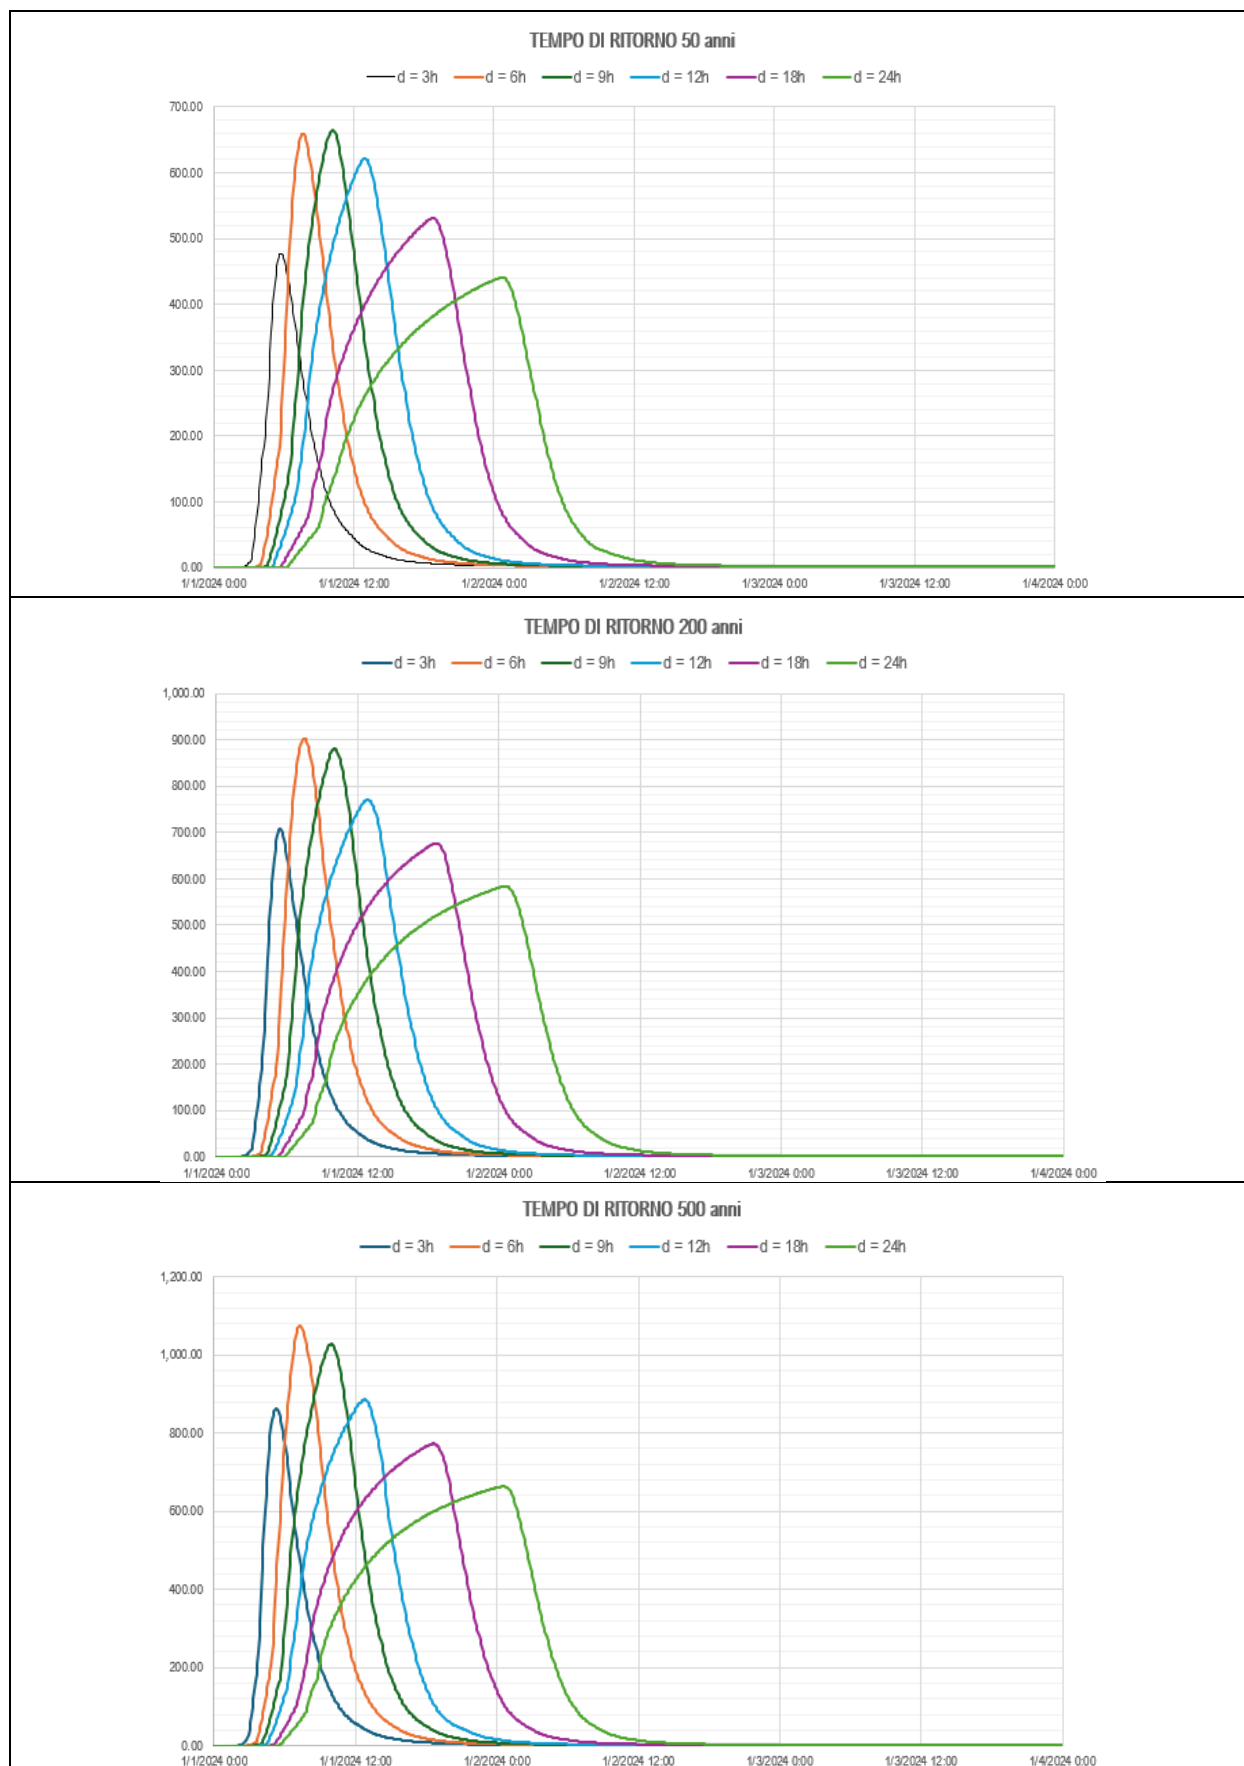 TEMPO DI RITORNO 50 anni
d = 3h d = 6h d = 9h d = 12h d = 18h d = 24h
700.00
600.00
500.00
400.00
300.00
200.00
100.00
0.00
1/1/2024 0:00 1/1/2024 12:00 1/2/2024 0:00 1/2/2024 12:00 1/3/2024 0:00 1/3/2024 12:00 1/4/2024 0:00
TEMPO DI RITORNO 200 anni
d = 3h d = 6h d = 9h d = 12h d = 18h d = 24h
1,000.00
900.00
800.00
700.00
600.00
500.00
400.00
300.00
200.00
100.00
0.00
1/1/2024 0:00 1/1/2024 12:00 1/2/2024 0:00 1/2/2024 12:00 1/3/2024 0:00 1/3/2024 12:00 1/4/2024 0:00
TEMPO DI RITORNO 500 anni
d = 3h d = 6h d = 9h d = 12h d = 18h d = 24h
1,200.00
1,000.00
800.00
600.00
400.00
200.00
0.00
1/1/2024 0:00 1/1/2024 12:00 1/2/2024 0:00 1/2/2024 12:00 1/3/2024 0:00 1/3/2024 12:00 1/4/2024 0:00